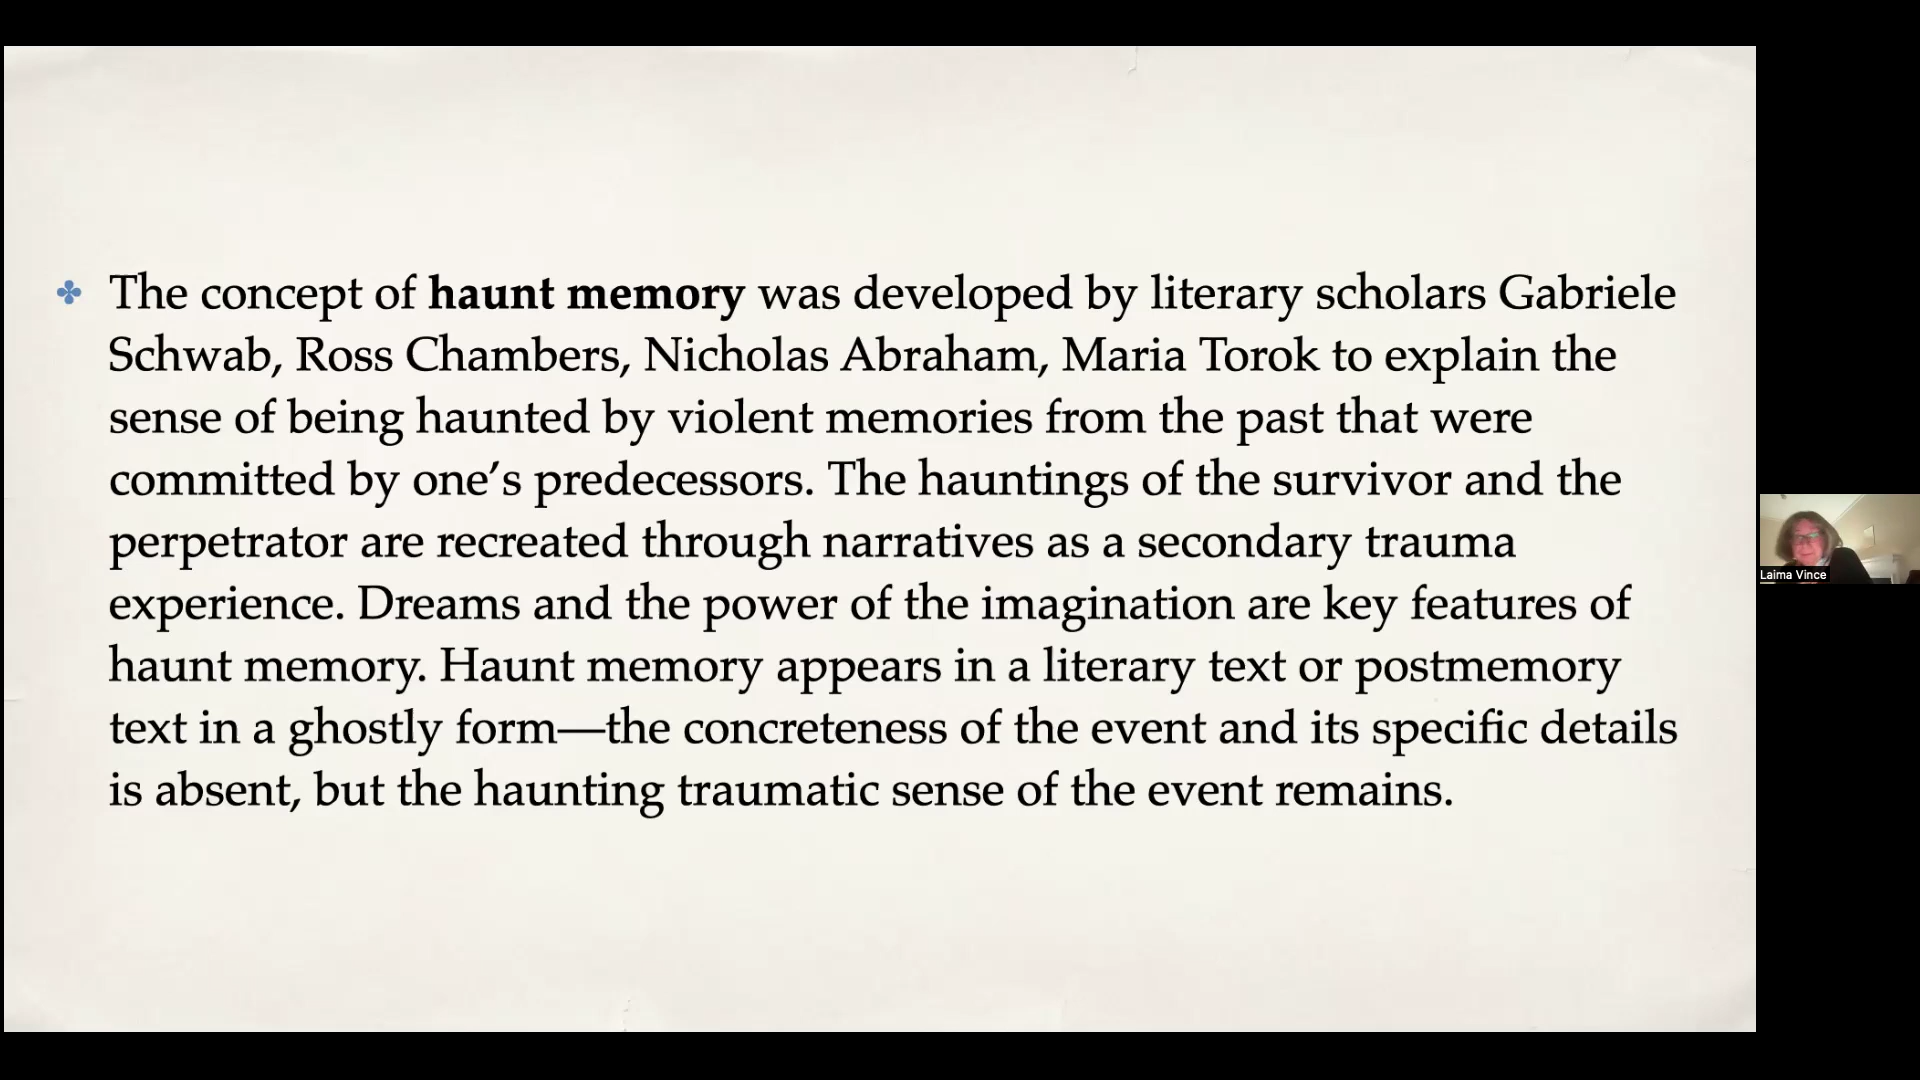 The concept of haunt memory was developed by literary scholars Gabriele
Schwab, Ross Chambers, Nicholas Abraham, Maria Torok to explain the
sense of being haunted by violent memories from the past that were
committed by one’s predecessors. The hauntings of the survivor and the
perpetrator are recreated through narratives as a secondary trauma
experience. Dreams and the power of the imagination are key features of
haunt memory. Haunt memory appears in a literary text or postmemory
text in a ghostly form—the concreteness of the event and its specific details
is absent, but the haunting traumatic sense of the event remains.
Laima Vince